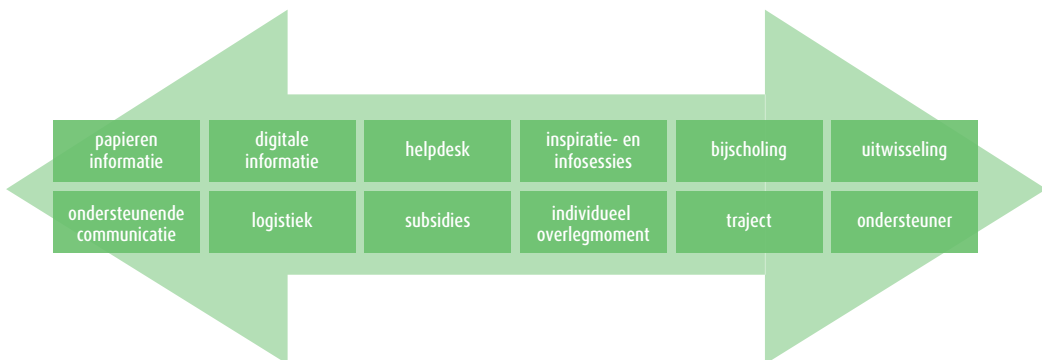 papieren
informatie
digitale
informatie
helpdesk
inspiratie- en
infosessies
bijscholing
uitwisseling
ondersteunende
communicatie
logistiek
subsidies
individueel
overlegmoment
traject
ondersteuner